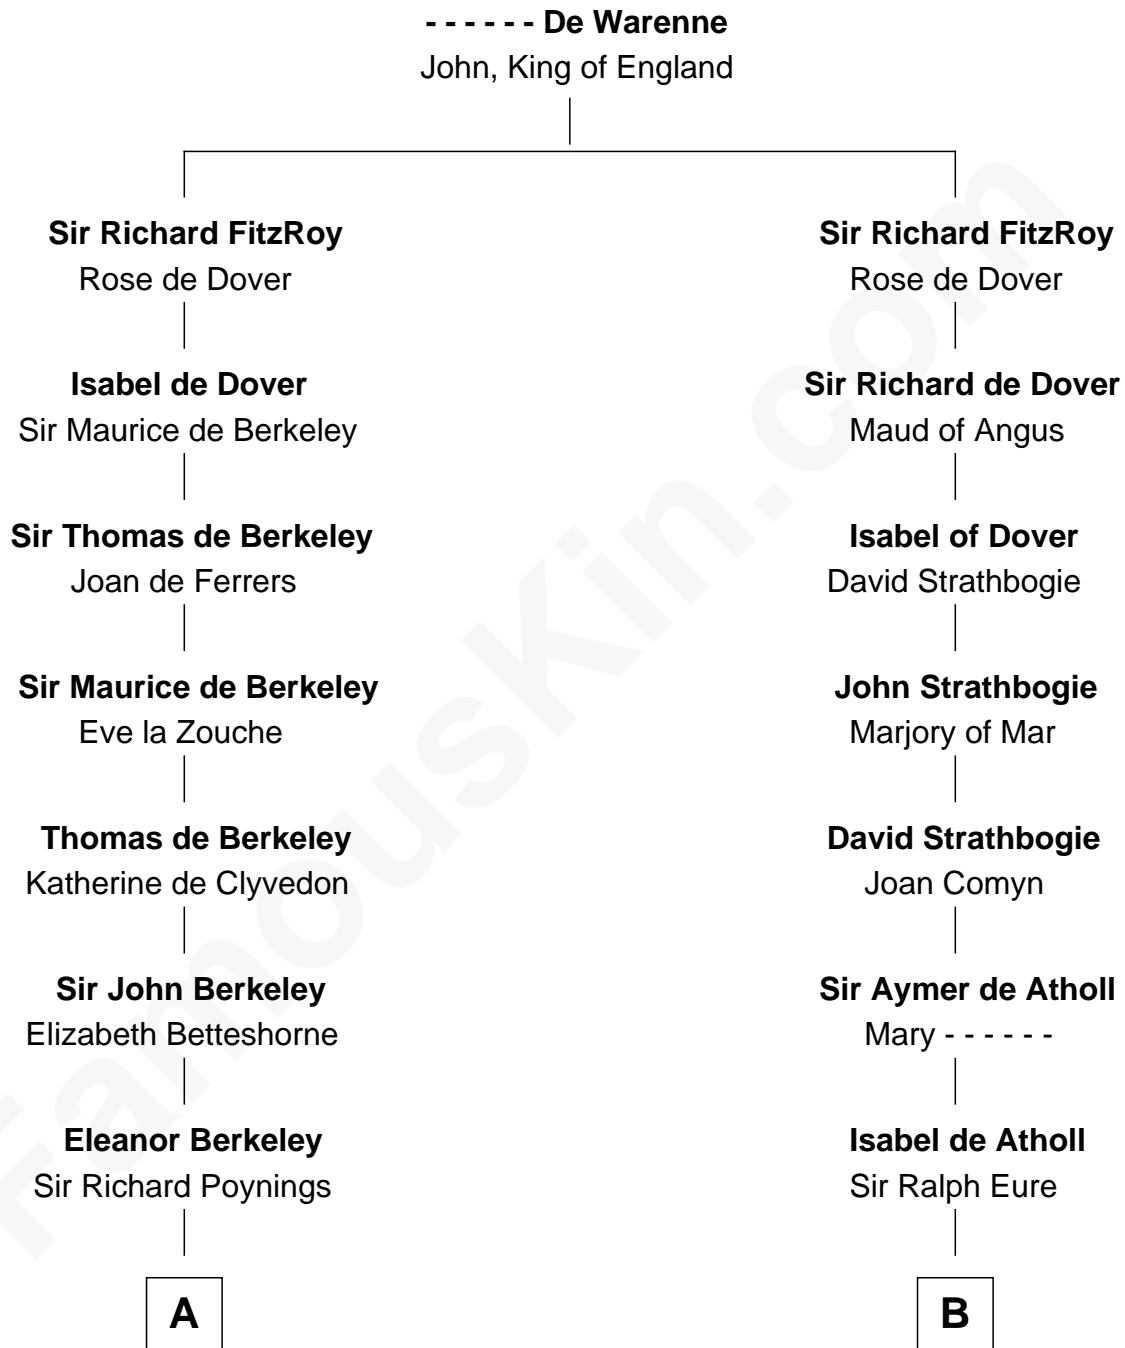 - - - - - - De Warenne
John, King of England
Sir Richard FitzRoy
Rose de Dover
Isabel de Dover
Sir Maurice de Berkeley
Sir Thomas de Berkeley
Joan de Ferrers
Sir Maurice de Berkeley
Eve la Zouche
Thomas de Berkeley
Katherine de Clyvedon
Sir John Berkeley
Elizabeth Betteshorne
Eleanor Berkeley
Sir Richard Poynings
A
Sir Richard FitzRoy
Rose de Dover
Sir Richard de Dover
Maud of Angus
Isabel of Dover
David Strathbogie
John Strathbogie
Marjory of Mar
David Strathbogie
Joan Comyn
Sir Aymer de Atholl
Mary - - - - - -
Isabel de Atholl
Sir Ralph Eure
B
FamousKin.com